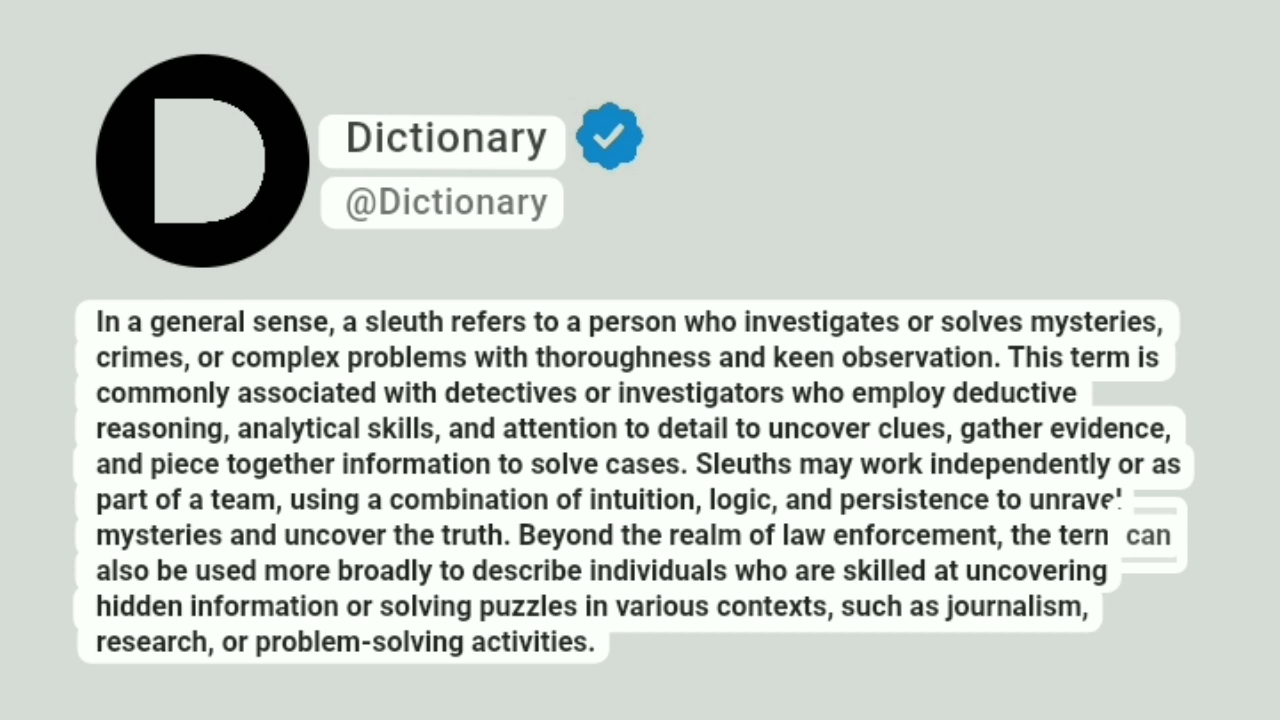 D
Dictionary
@Dictionary
In a general sense, a sleuth refers to a person who investigates or solves mysteries,
crimes, or complex problems with thoroughness and keen observation. This term is
commonly associated with detectives or investigators who employ deductive
reasoning, analytical skills, and attention to detail to uncover clues, gather evidence,
and piece together information to solve cases. Sleuths may work independently or as
part of a team, using a combination of intuition, logic, and persistence to unravel
mysteries and uncover the truth. Beyond the realm of law enforcement, the term can
also be used more broadly to describe individuals who are skilled at uncovering
hidden information or solving puzzles in various contexts, such as journalism,
research, or problem-solving activities.